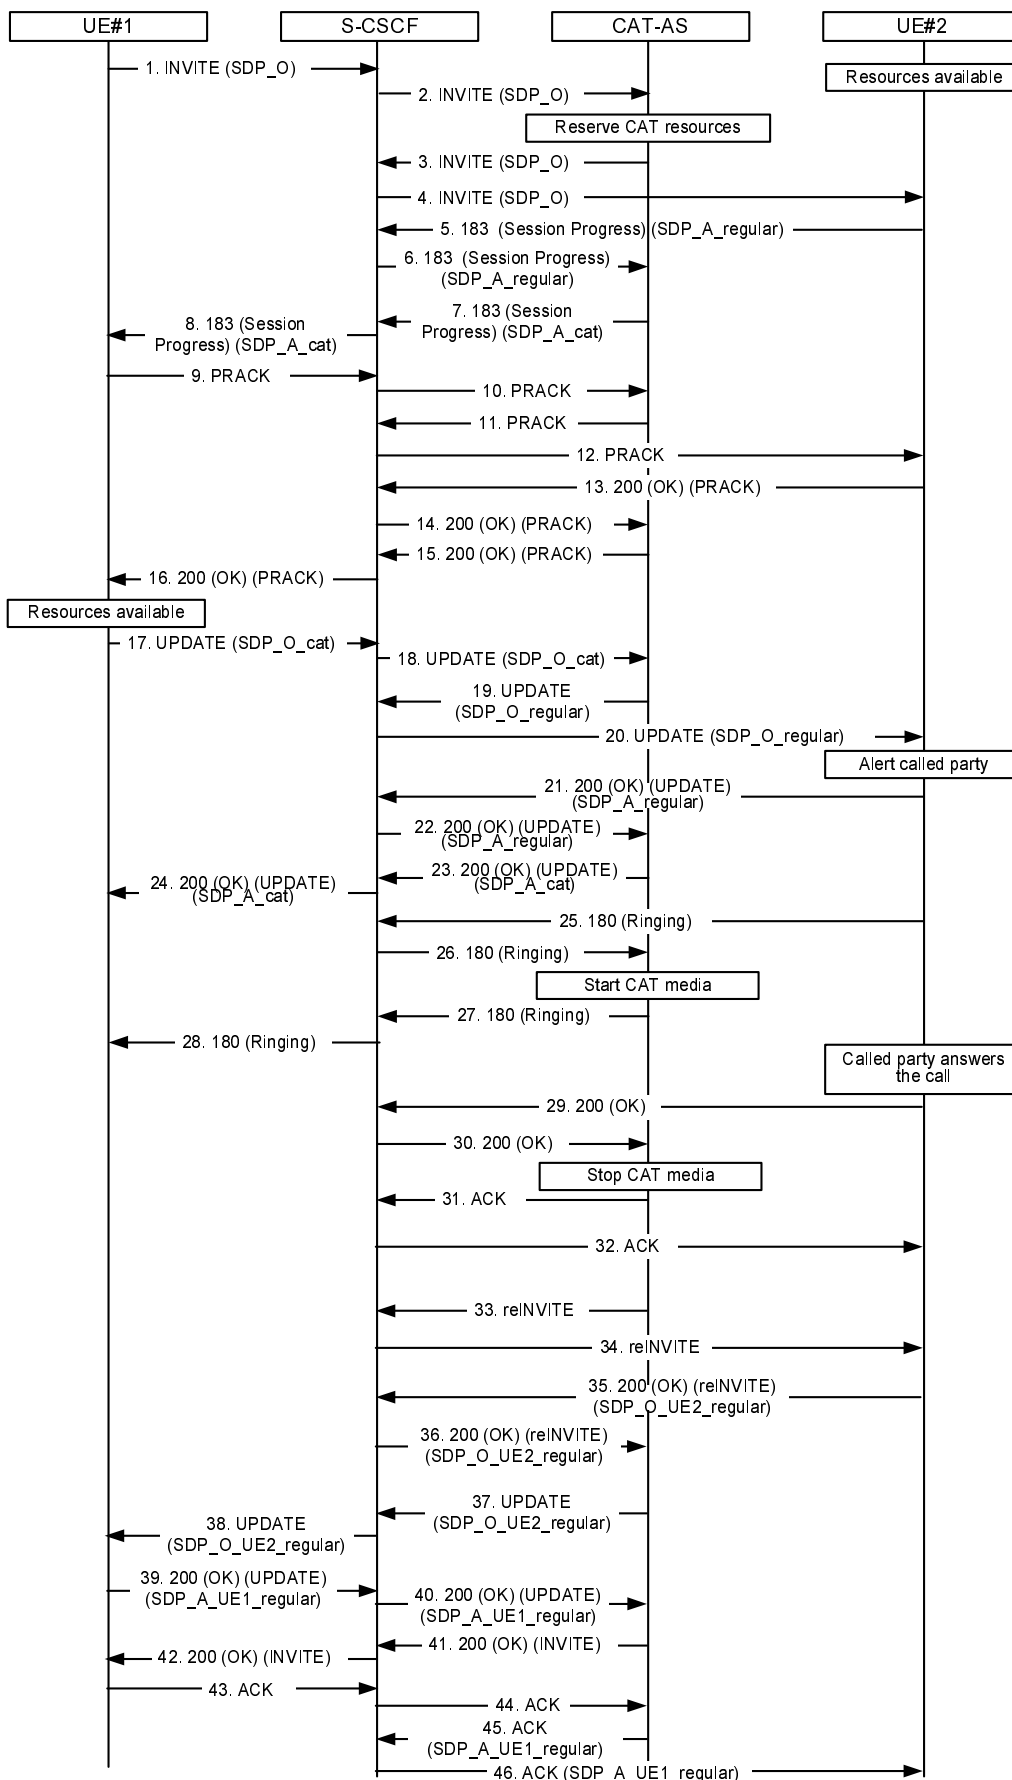 UE#1
S-CSCF
CAT-AS
UE#2
1. INVITE (SDP_O)
Resources available
2. INVITE (SDP_O)
Reserve CAT resources
3. INVITE (SDP_O)
4. INVITE (SDP_O)
5. 183 (Session Progress) (SDP_A_regular)
6. 183 (Session Progress)
(SDP_A_regular)
7. 183 (Session
Progress) (SDP_A_cat)
8. 183 (Session
Progress) (SDP_A_cat)
9. PRACK
10. PRACK
11. PRACK
12. PRACK
13. 200 (OK) (PRACK)
14. 200 (OK) (PRACK)
15. 200 (OK) (PRACK)
16. 200 (OK) (PRACK)
Resources available
17. UPDATE (SDP_O_cat)
18. UPDATE (SDP_O_cat)
19. UPDATE
(SDP_O_regular)
20. UPDATE (SDP_O_regular)
Alert called party
21. 200 (OK) (UPDATE)
(SDP_A_regular)
22. 200 (OK) (UPDATE)
(SDP_A_regular)
23. 200 (OK) (UPDATE)
(SDP_A_cat)
24. 200 (OK) (UPDATE)
(SDP_A_cat)
25. 180 (Ringing)
26. 180 (Ringing)
Start CAT media
27. 180 (Ringing)
28. 180 (Ringing)
Called party answers
the call
29. 200 (OK)
30. 200 (OK)
Stop CAT media
31. ACK
32. ACK
33. reINVITE
34. reINVITE
35. 200 (OK) (reINVITE)
(SDP_O_UE2_regular)
36. 200 (OK) (reINVITE)
(SDP_O_UE2_regular)
37. UPDATE
(SDP_O_UE2_regular)
38. UPDATE
(SDP_O_UE2_regular)
39. 200 (OK) (UPDATE)
(SDP_A_UE1_regular)
40. 200 (OK) (UPDATE)
(SDP_A_UE1_regular)
41. 200 (OK) (INVITE)
42. 200 (OK) (INVITE)
43. ACK
44. ACK
45. ACK
(SDP_A_UE1_regular)
46. ACK (SDP_A_UE1_regular)